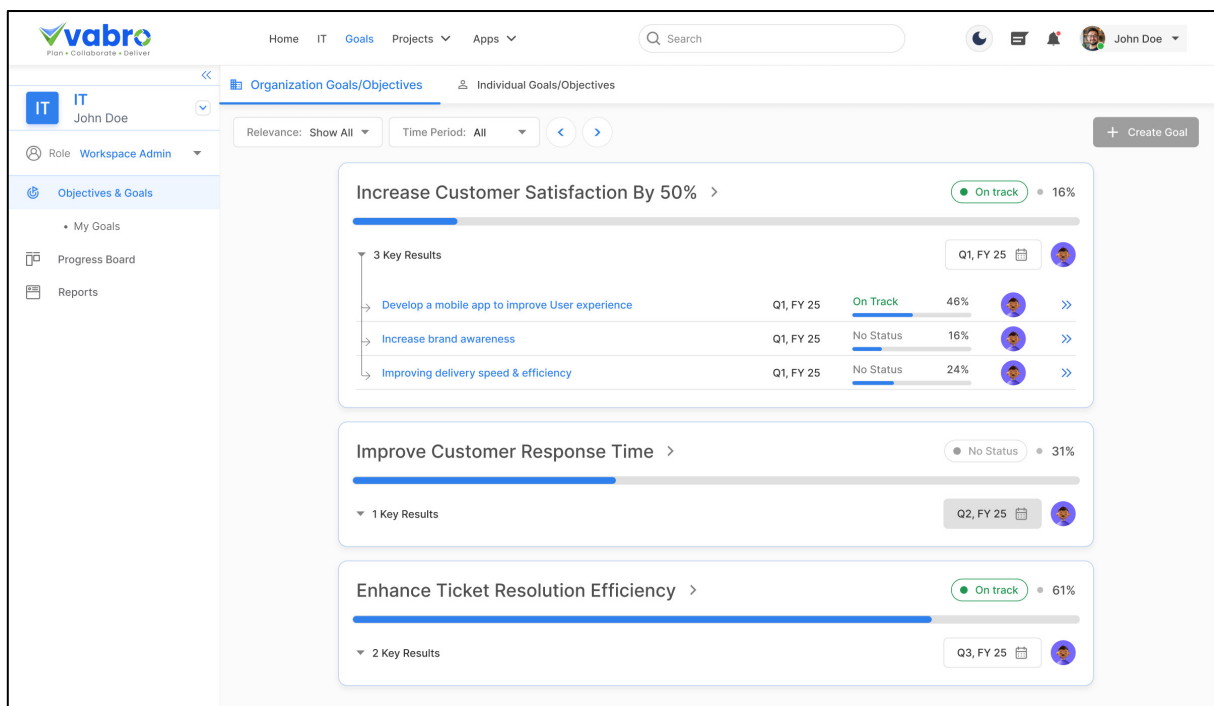 vabro
Plan • Collaborate • Deliver
Home IT Goals Projects Apps
Search
John Doe
IT
IT
John Doe
Role Workspace Admin
Objectives & Goals
• My Goals
Progress Board
Reports
Organization Goals/Objectives
Individual Goals/Objectives
Relevance: Show All
Time Period: All
+ Create Goal
Increase Customer Satisfaction By 50%
On track
16%
3 Key Results
Q1, FY 25
Develop a mobile app to improve User experience Q1, FY 25 On Track 46%
Increase brand awareness Q1, FY 25 No Status 16%
Improving delivery speed & efficiency Q1, FY 25 No Status 24%
Improve Customer Response Time
No Status
31%
1 Key Results
Q2, FY 25
Enhance Ticket Resolution Efficiency
On track
61%
2 Key Results
Q3, FY 25